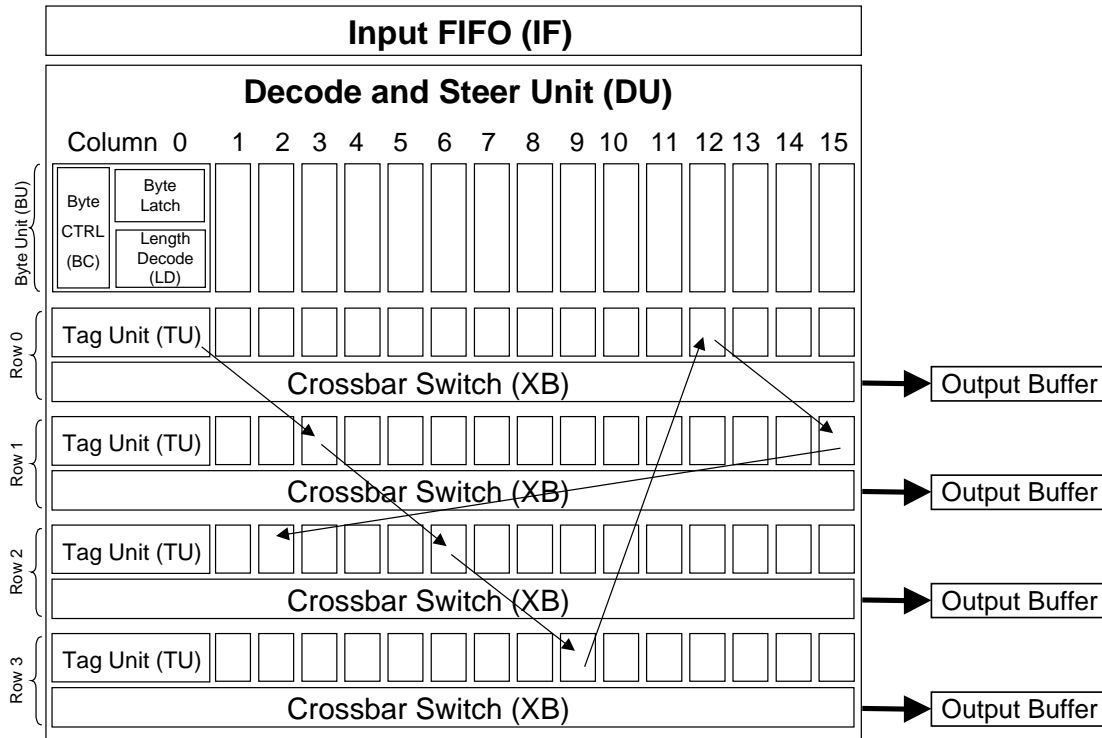 Input FIFO (IF)
Decode and Steer Unit (DU)
Column 0 1 2 3 4 5 6 7 8 9 10 11 12 13 14 15
Byte Unit (BU)
Byte
CTRL
(BC)
Byte
Latch
Length
Decode
(LD)
Row 0
Tag Unit (TU)
Crossbar Switch (XB)
Output Buffer
Row 1
Tag Unit (TU)
Crossbar Switch (XB)
Output Buffer
Row 2
Tag Unit (TU)
Crossbar Switch (XB)
Output Buffer
Row 3
Tag Unit (TU)
Crossbar Switch (XB)
Output Buffer